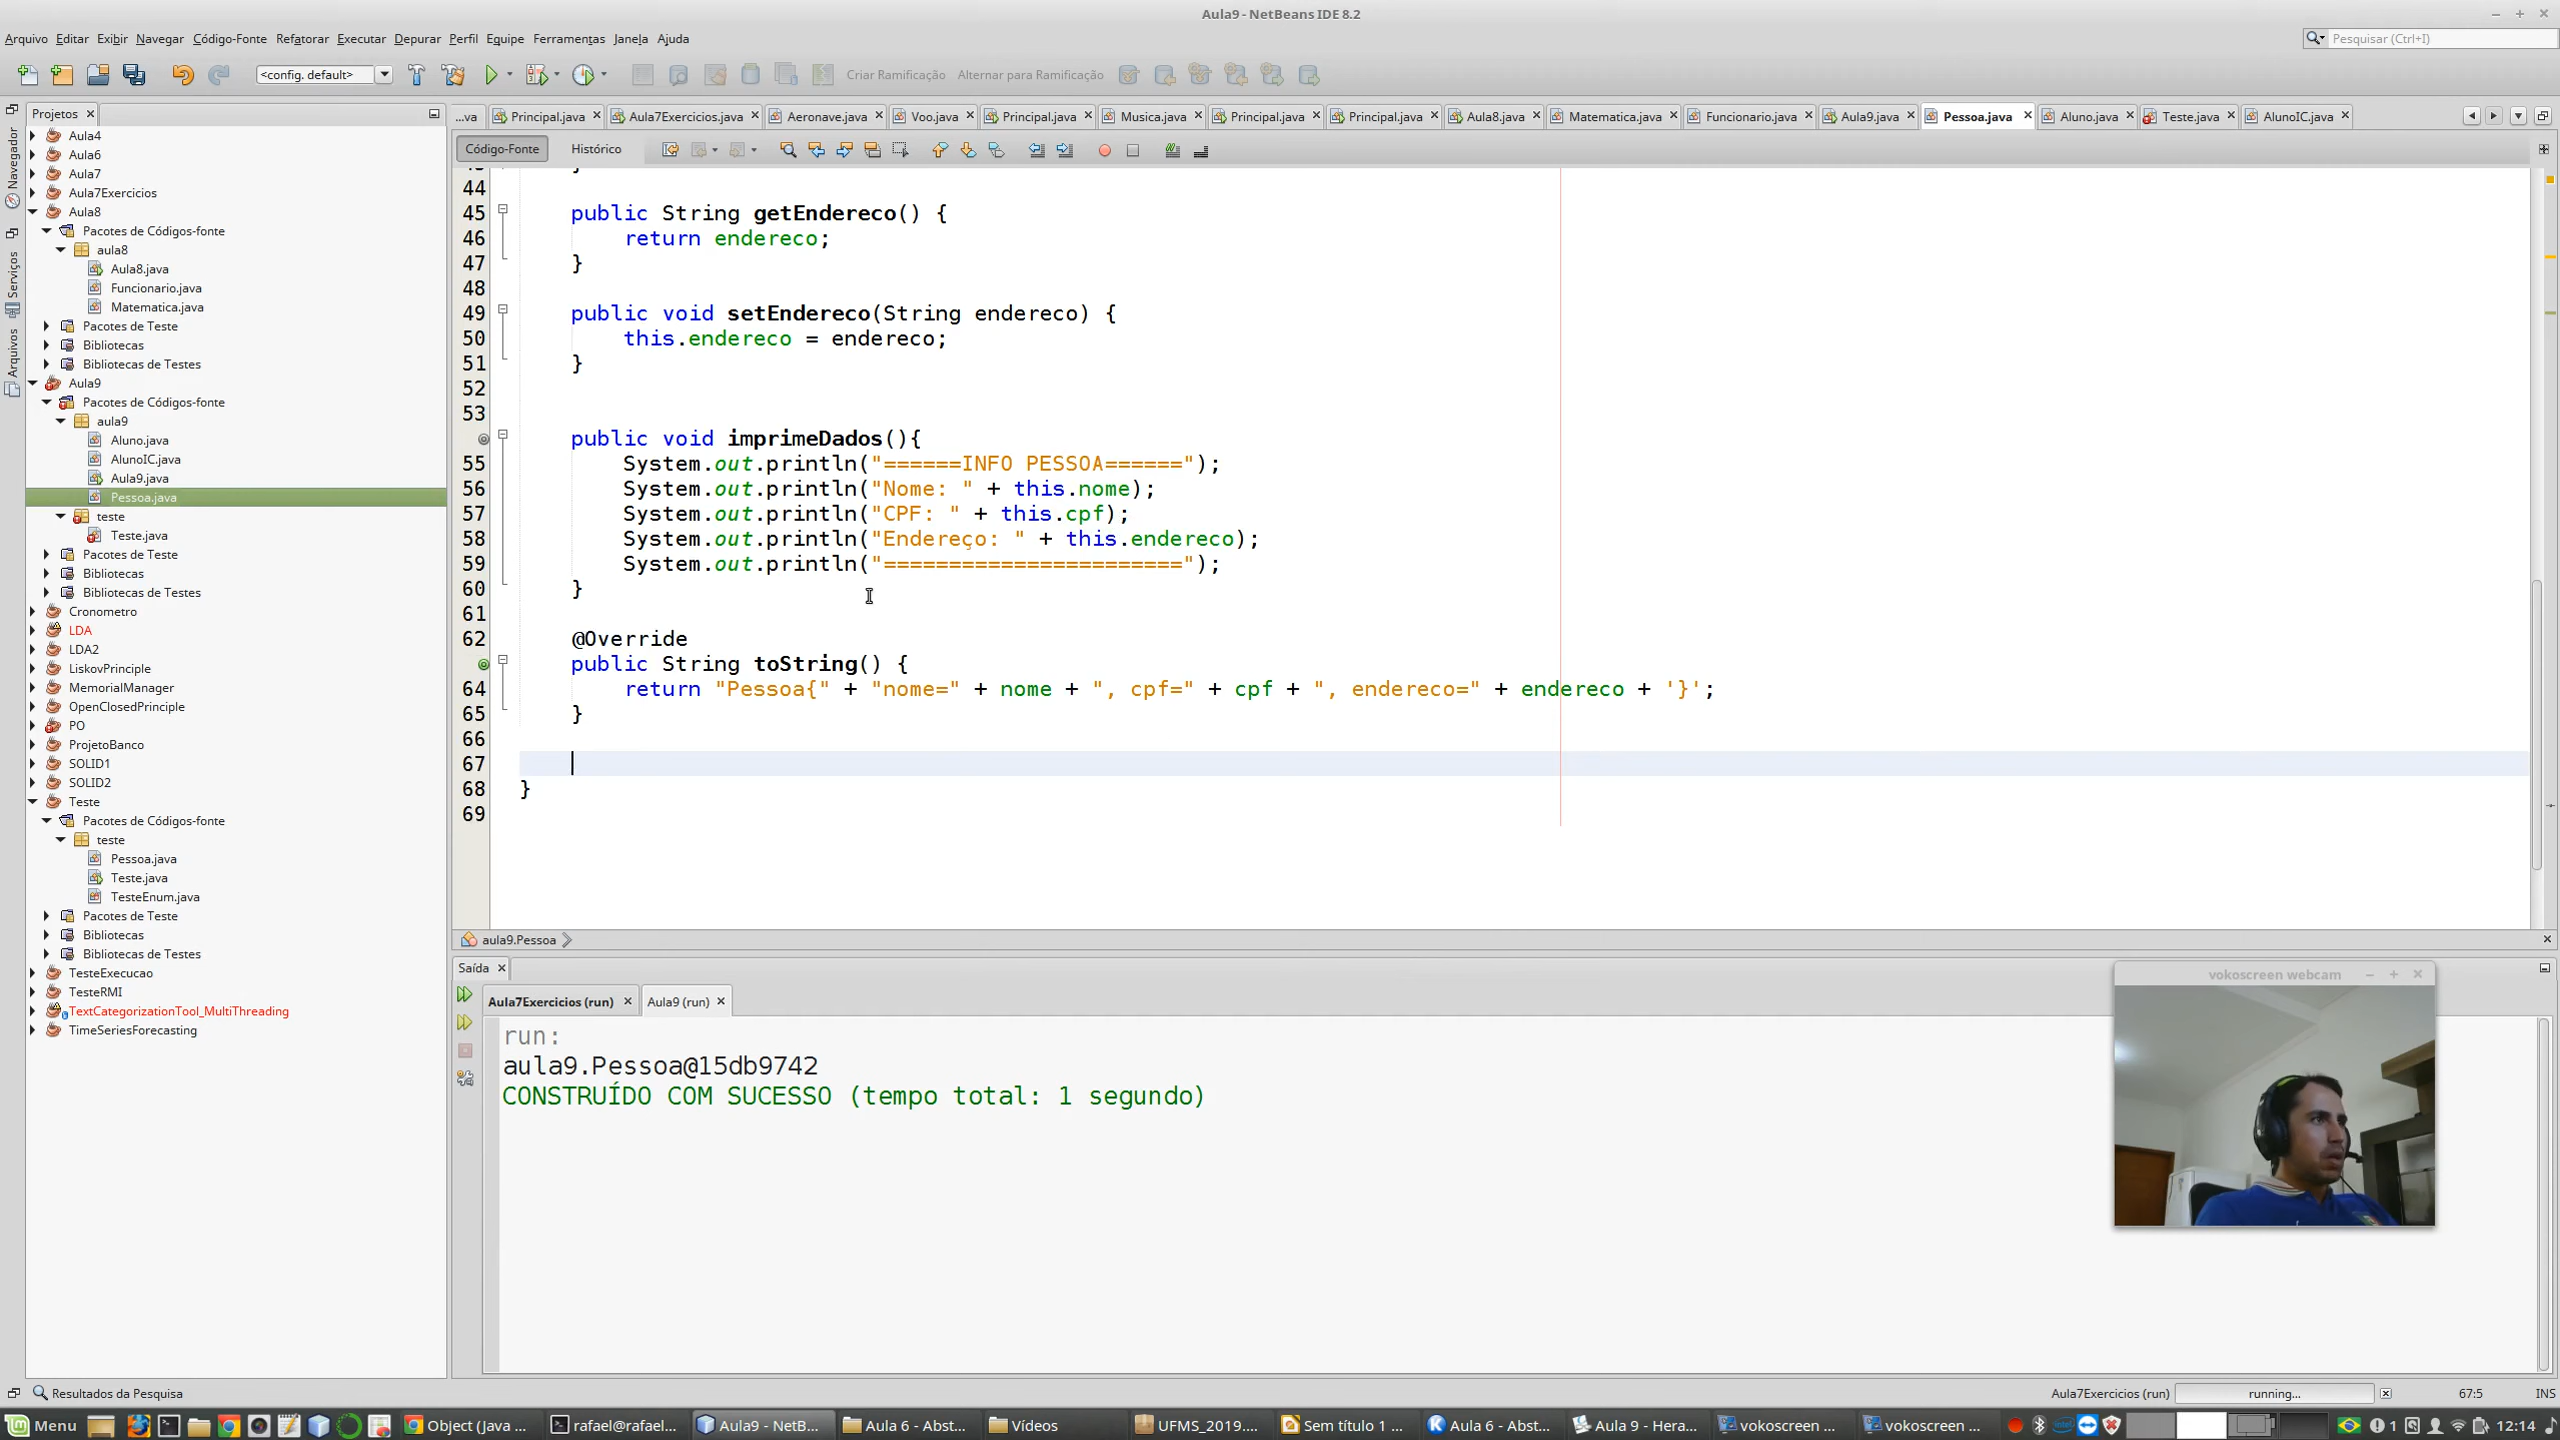 Aula9 - NetBeans IDE 8.2
Arquivo Editar Exibir Navegar Código-Fonte Refatorar Executar Depurar Perfil Equipe Ferramentas Janela Ajuda
Pesquisar (Ctrl+I)
<config. default>
Criar Ramificação Alternar para Ramificação
Projetos
...va Principal.java Aula7Exercicios.java Aeronave.java Voo.java Principal.java Musica.java Principal.java Principal.java Aula8.java Matematica.java Funcionario.java Aula9.java Pessoa.java Aluno.java Teste.java AlunoIC.java
Código-Fonte Histórico
Navegador
Serviços
Arquivos
Aula4
Aula6
Aula7
Aula7Exercicios
Aula8
Pacotes de Códigos-fonte
aula8
Aula8.java
Funcionario.java
Matematica.java
Pacotes de Teste
Bibliotecas
Bibliotecas de Testes
Aula9
Pacotes de Códigos-fonte
aula9
Aluno.java
AlunoIC.java
Aula9.java
Pessoa.java
teste
Teste.java
Pacotes de Teste
Bibliotecas
Bibliotecas de Testes
Cronometro
LDA
LDA2
LiskovPrinciple
MemorialManager
OpenClosedPrinciple
PO
ProjetoBanco
SOLID1
SOLID2
Teste
Pacotes de Códigos-fonte
teste
Pessoa.java
Teste.java
TesteEnum.java
Pacotes de Teste
Bibliotecas
Bibliotecas de Testes
TesteExecucao
TesteRMI
TextCategorizationTool_MultiThreading
TimeSeriesForecasting
44
45 public String getEndereco() {
46 return endereco;
47 }
48
49 public void setEndereco(String endereco) {
50 this.endereco = endereco;
51 }
52
53
public void imprimeDados(){
55 System.out.println("======INFO PESSOA======");
56 System.out.println("Nome: " + this.nome);
57 System.out.println("CPF: " + this.cpf);
58 System.out.println("Endereço: " + this.endereco);
59 System.out.println("=======================");
60 }
61
62 @Override
public String toString() {
64 return "Pessoa{" + "nome=" + nome + ", cpf=" + cpf + ", endereco=" + endereco + '}';
65 }
66
67
68 }
69
aula9.Pessoa
Saída
Aula7Exercicios (run) Aula9 (run)
run:
aula9.Pessoa@15db9742
CONSTRUÍDO COM SUCESSO (tempo total: 1 segundo)
vokoscreen webcam
Resultados da Pesquisa
Aula7Exercicios (run) running... 67:5 INS
Menu Object (Java ... rafael@rafael... Aula9 - NetB... Aula 6 - Abst... Vídeos UFMS_2019.... Sem título 1 ... Aula 6 - Abst... Aula 9 - Hera... vokoscreen ... vokoscreen ... 1 12:14